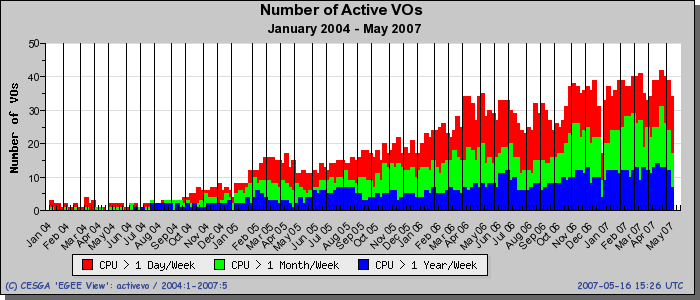 Number of Active VOs
January 2004 - May 2007
Number of VOs
50
40
30
20
10
0
Jan 04 Feb 04 Mar 04 Apr 04 May 04 Jun 04 Jul 04 Aug 04 Sep 04 Oct 04 Nov 04 Dec 04 Jan 05 Feb 05 Mar 05 Apr 05 May 05 Jun 05 Jul 05 Aug 05 Sep 05 Oct 05 Nov 05 Dec 05 Jan 06 Feb 06 Mar 06 Apr 06 May 06 Jun 06 Jul 06 Aug 06 Sep 06 Oct 06 Nov 06 Dec 06 Jan 07 Feb 07 Mar 07 Apr 07 May 07
CPU > 1 Day/Week CPU > 1 Month/Week CPU > 1 Year/Week
(C) CESGA 'EGEE View': activevo / 2004:1-2007:5 2007-05-16 15:26 UTC